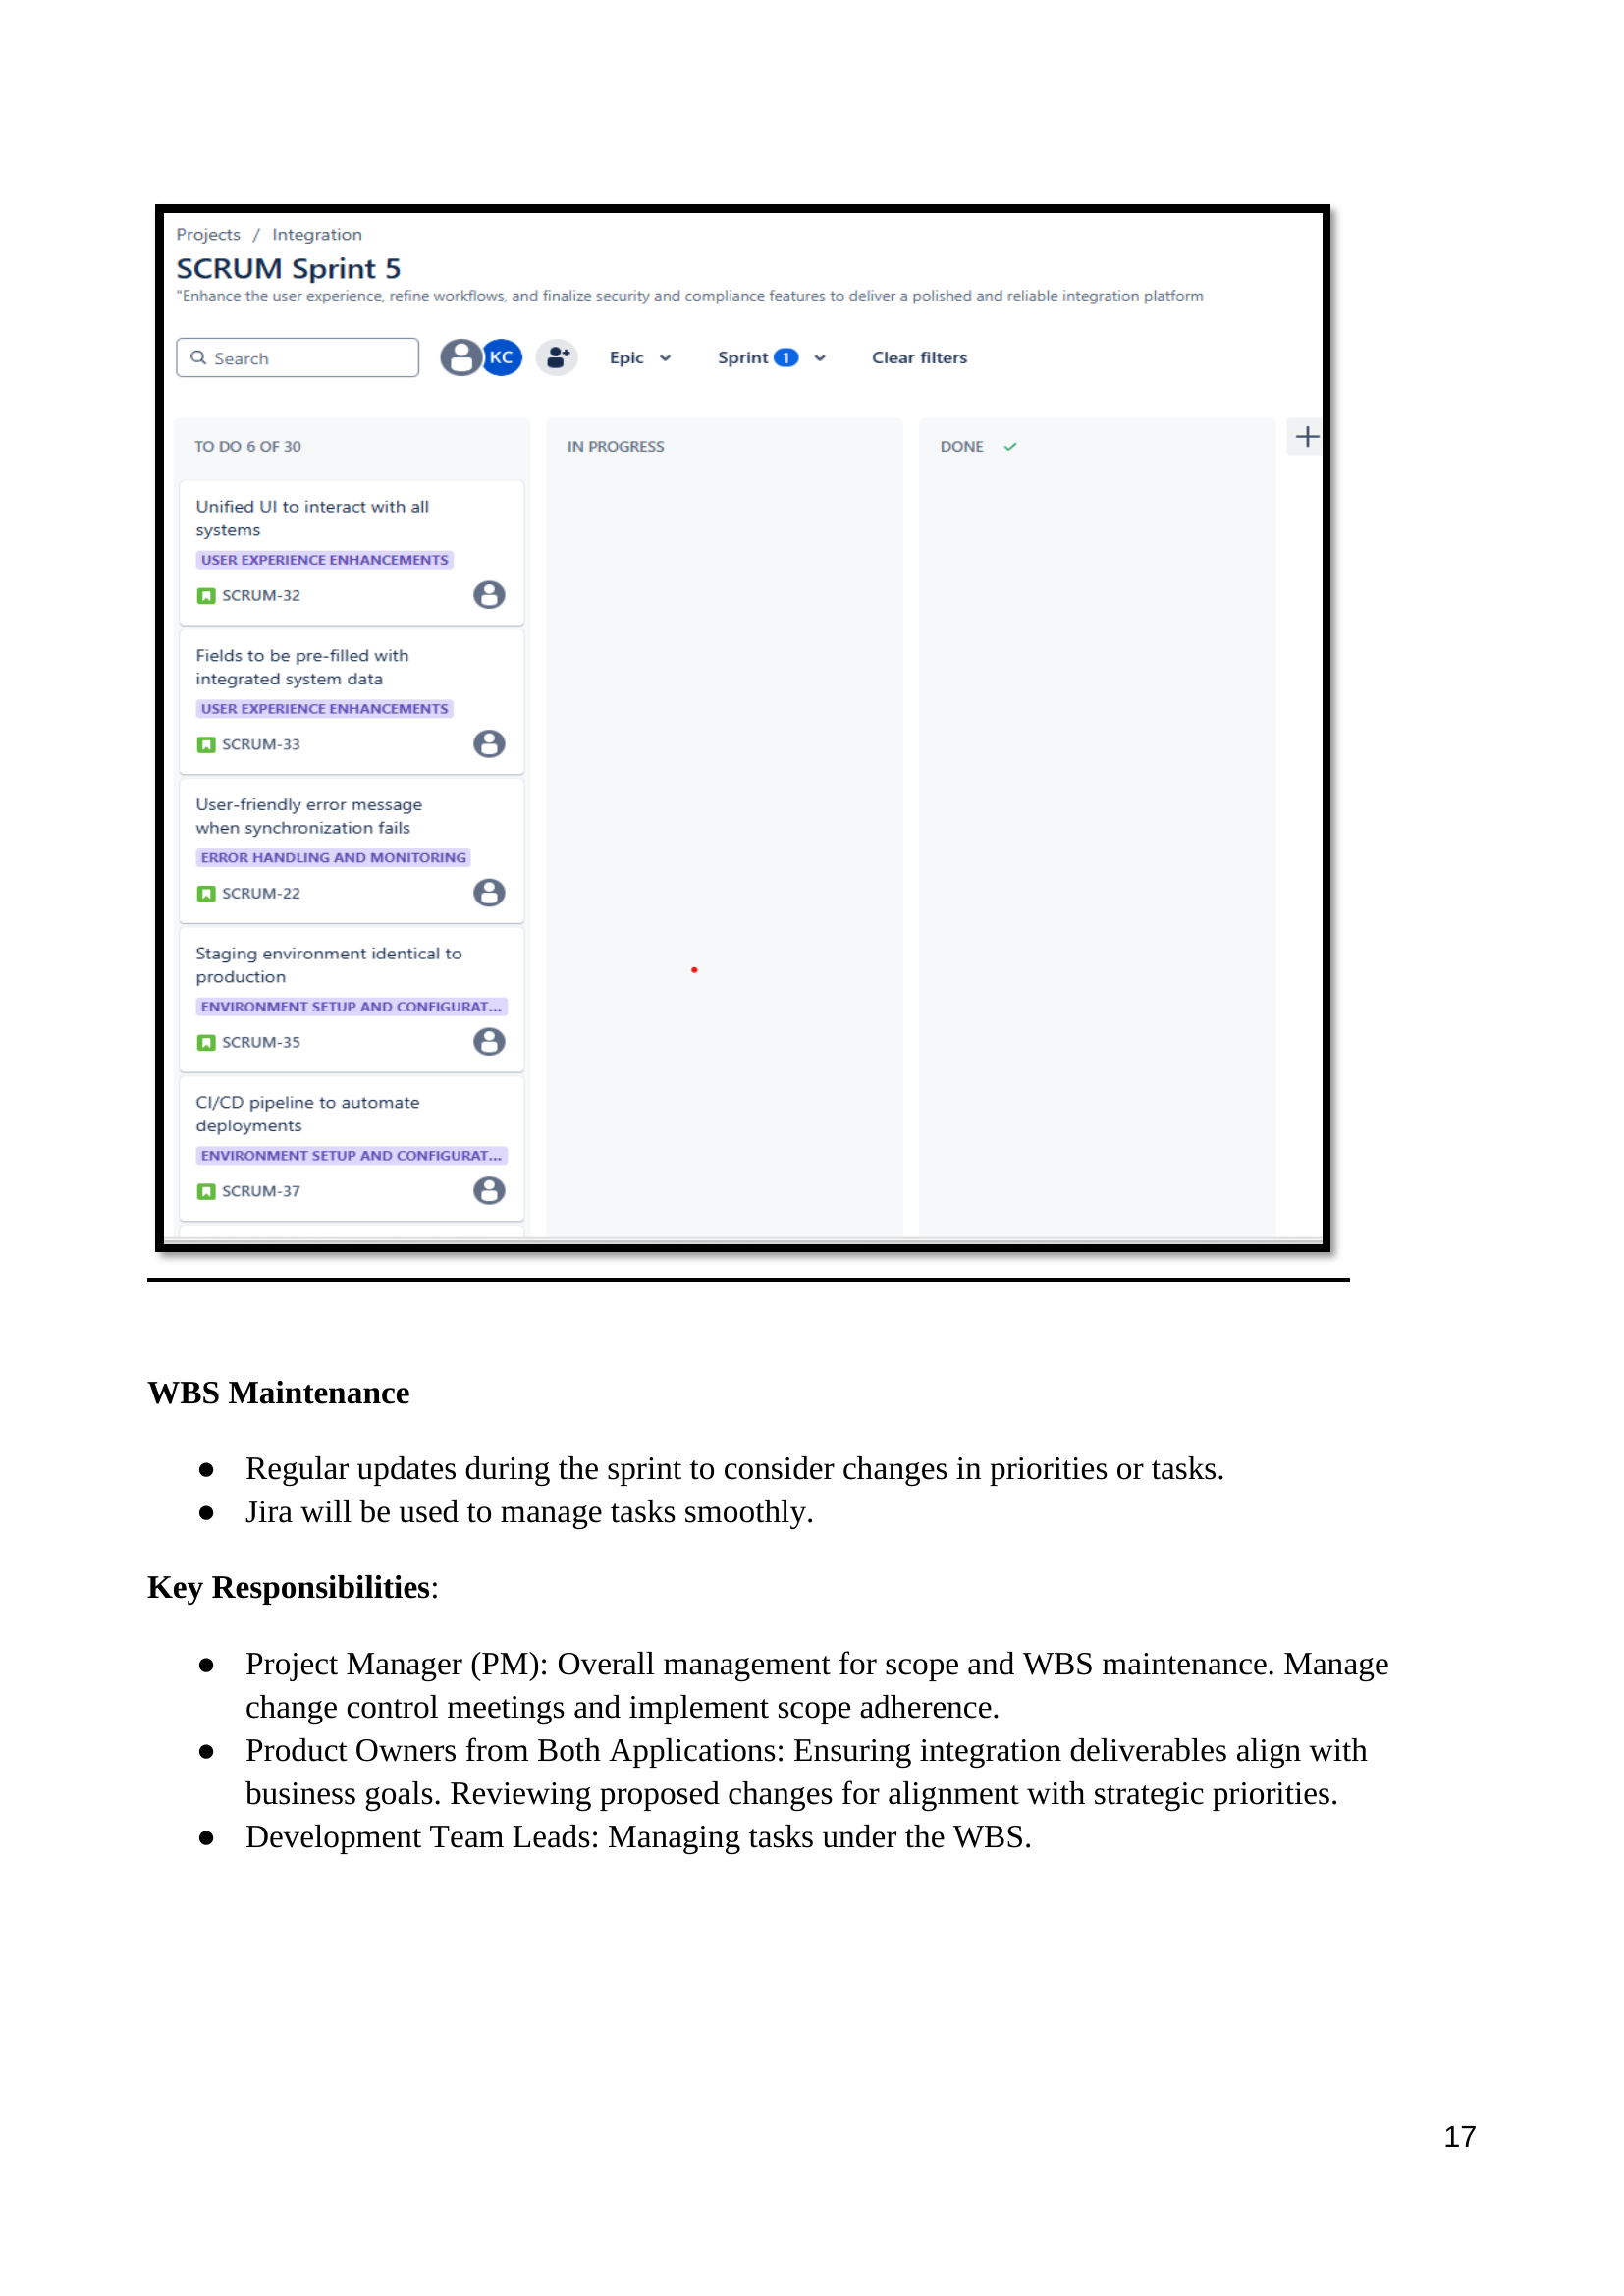 Projects / Integration
SCRUM Sprint 5
"Enhance the user experience, refine workflows, and finalize security and compliance features to deliver a polished and reliable integration platform
Search
KC
Epic
Sprint 1
Clear filters
TO DO 6 OF 30
IN PROGRESS
DONE
Unified UI to interact with all
systems
USER EXPERIENCE ENHANCEMENTS
SCRUM-32
Fields to be pre-filled with
integrated system data
USER EXPERIENCE ENHANCEMENTS
SCRUM-33
User-friendly error message
when synchronization fails
ERROR HANDLING AND MONITORING
SCRUM-22
Staging environment identical to
production
ENVIRONMENT SETUP AND CONFIGURAT...
SCRUM-35
CI/CD pipeline to automate
deployments
ENVIRONMENT SETUP AND CONFIGURAT...
SCRUM-37
WBS Maintenance
● Regular updates during the sprint to consider changes in priorities or tasks.
● Jira will be used to manage tasks smoothly.
Key Responsibilities:
● Project Manager (PM): Overall management for scope and WBS maintenance. Manage
change control meetings and implement scope adherence.
● Product Owners from Both Applications: Ensuring integration deliverables align with
business goals. Reviewing proposed changes for alignment with strategic priorities.
● Development Team Leads: Managing tasks under the WBS.
17